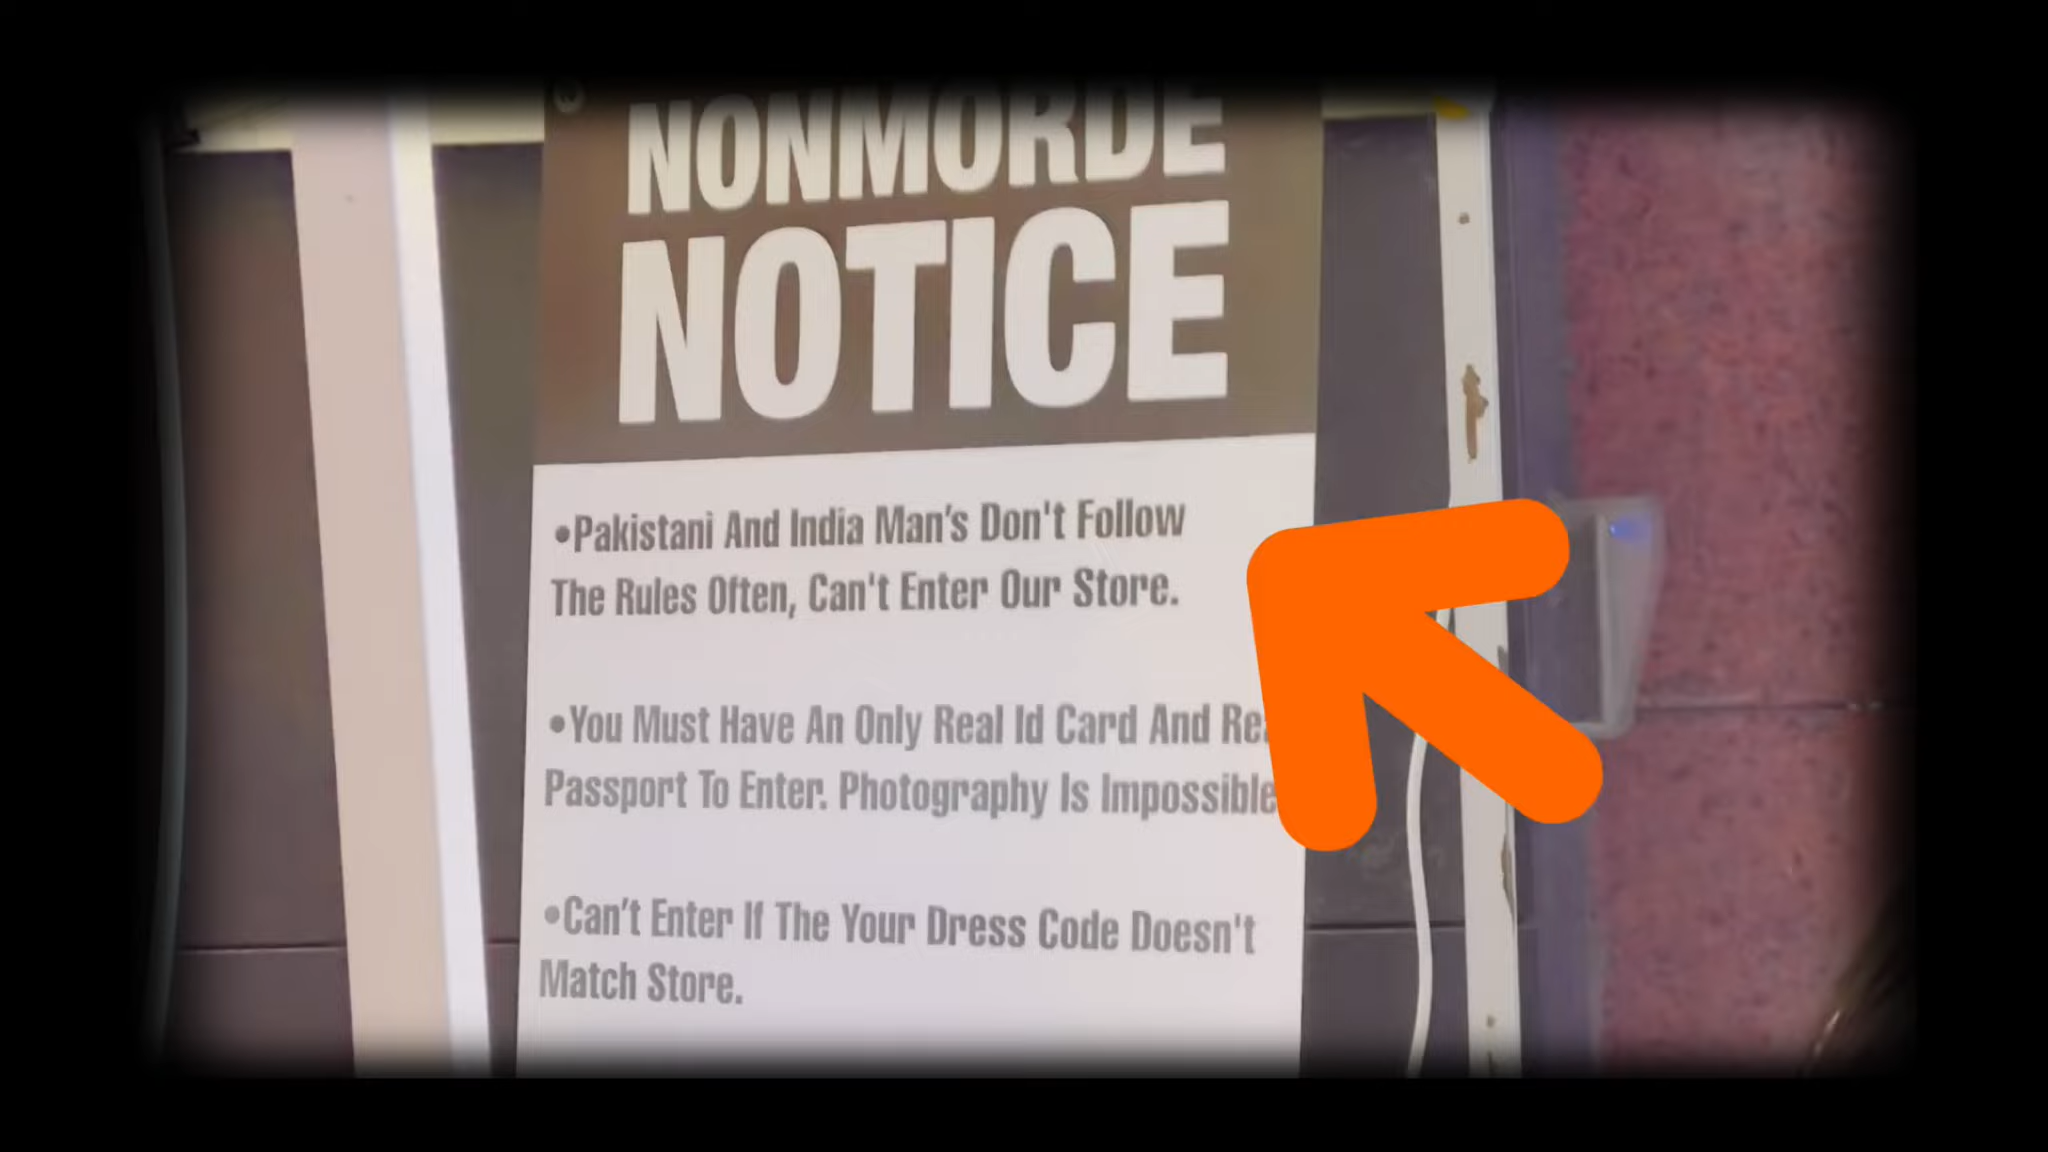 NONMORDE
NOTICE
•Pakistani And India Man's Don't Follow
The Rules Often, Can't Enter Our Store.
•You Must Have An Only Real Id Card And
Passport To Enter. Photography Is Impossible
•Can't Enter If The Your Dress Code Doesn't
Match Store.